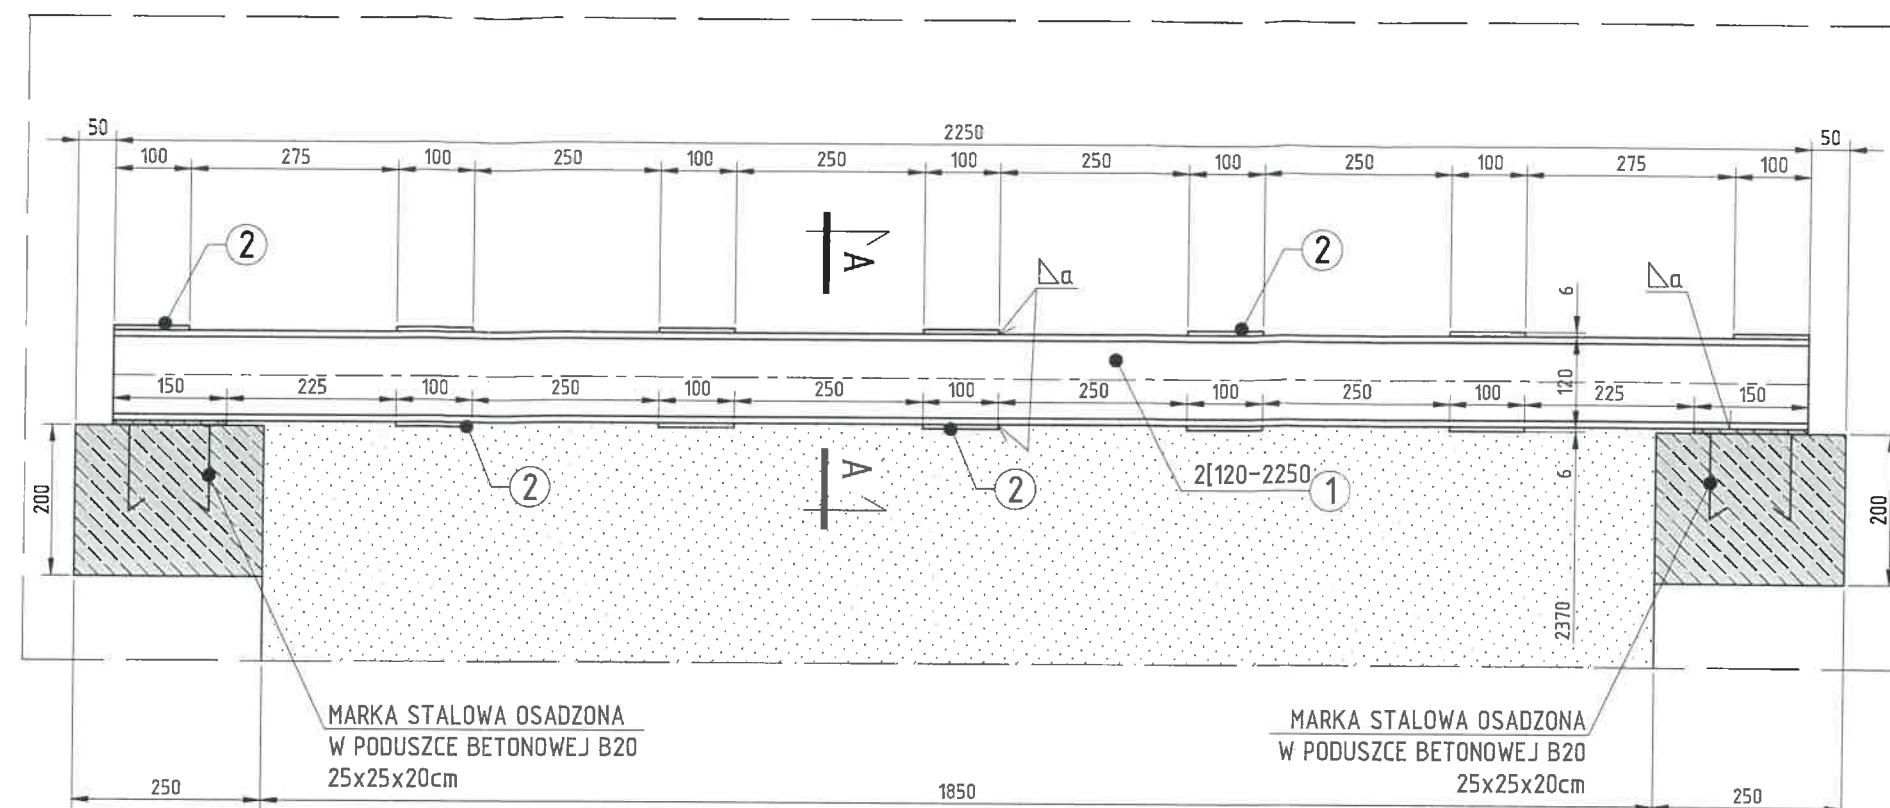 50 2250 50
100 275 100 250 100 250 100 250 100 250 100 275 100
2 2
A
a a
6
120
150 225 100 250 100 250 100 250 100 250 100 225 150
2 2
A
2[120-2250 1
6
200 200
2370
MARKA STALOWA OSADZONA
W PODUSZCE BETONOWEJ B20
25x25x20cm
MARKA STALOWA OSADZONA
W PODUSZCE BETONOWEJ B20
25x25x20cm
250 1850 250